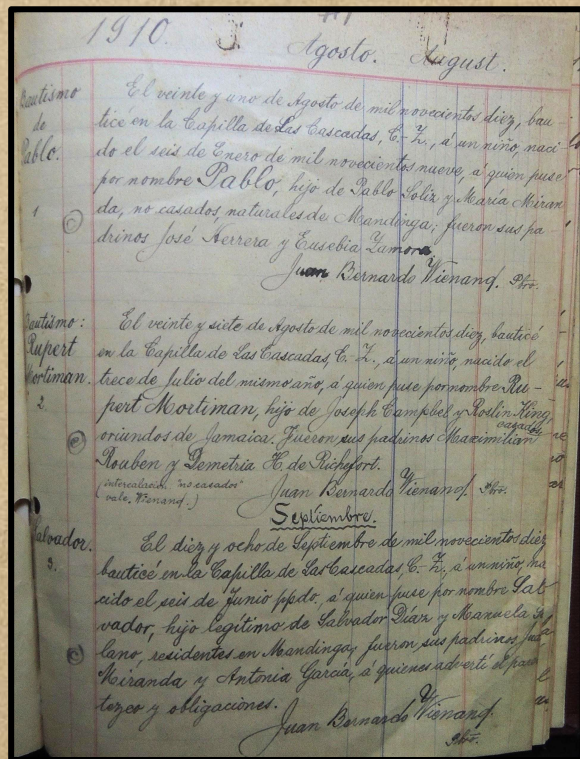 1910.
Agosto. August.
Bautismo
de
Pablo.
1
El veinte y uno de Agosto de mil novecientos diez, bau
ticé en la Capilla de Las Cascadas, C. Z., á un niño, naci
do el seis de Enero de mil novecientos nueve, á quien puse
por nombre Pablo, hijo de Pablo Soliz y María Miran
da, no casados, naturales de Mandinga; fueron sus pa
drinos José Herrera y Eusebia Zamora.
Juan Bernardo Wienand. Pbro.
Bautismo:
Rupert
Mortiman.
2
El veinte y siete de Agosto de mil novecientos diez, bauticé
en la Capilla de Las Cascadas, C. Z., á un niño, nacido el
trece de Julio del mismo año, á quien puse por nombre Ru-
pert Mortiman, hijo de Joseph Campbel y Roslin King,
casados
oriundos de Jamaica. Fueron sus padrinos Maximilian
Rouben y Demetria H. de Richefort.
(intercalación "no casados"
vale. Wienand.)
Juan Bernardo Wienand. Pbro.
Septiembre.
Salvador.
3.
El diez y ocho de Septiembre de mil novecientos diez
bauticé en la Capilla de Las Cascadas, C. Z., á un niño, na
cido el seis de Junio ppdo. á quien puse por nombre Sal
vador, hijo legítimo de Salvador Díaz y Manuela
lano, residentes en Mandinga; fueron sus padrinos,
Miranda y Antonia García, á quienes advertí el paren
tezco y obligaciones.
Juan Bernardo Wienand.
Pbro.